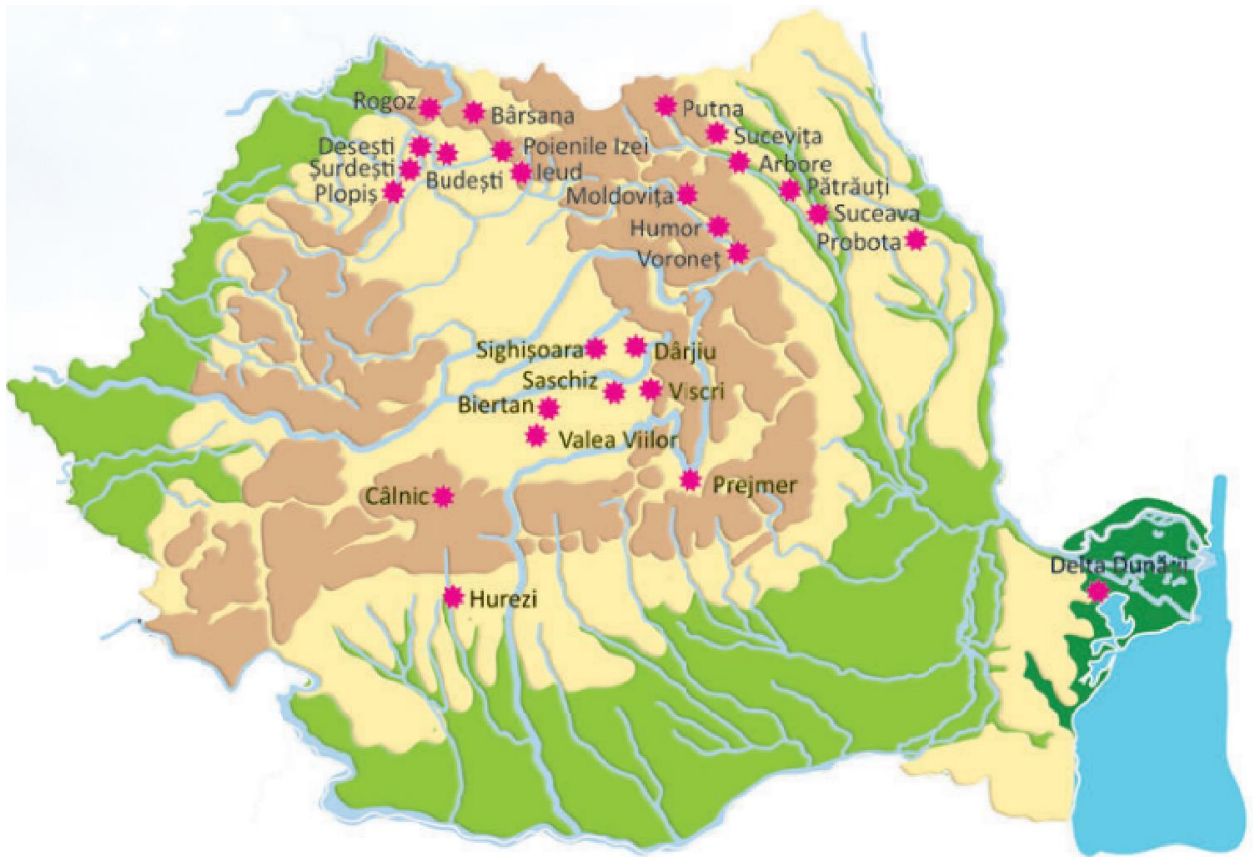 Rogoz
Bârsana
Putna
Sucevița
Desești
Poienile Izei
Arbore
Șurdești
Budești
Ieud
Plopiș
Moldovița
Pătrăuți
Suceava
Humor
Probota
Voroneț
Sighișoara
Dârjiu
Saschiz
Viscri
Biertan
Valea Viilor
Prejmer
Câlnic
Delta Dunării
Hurezi